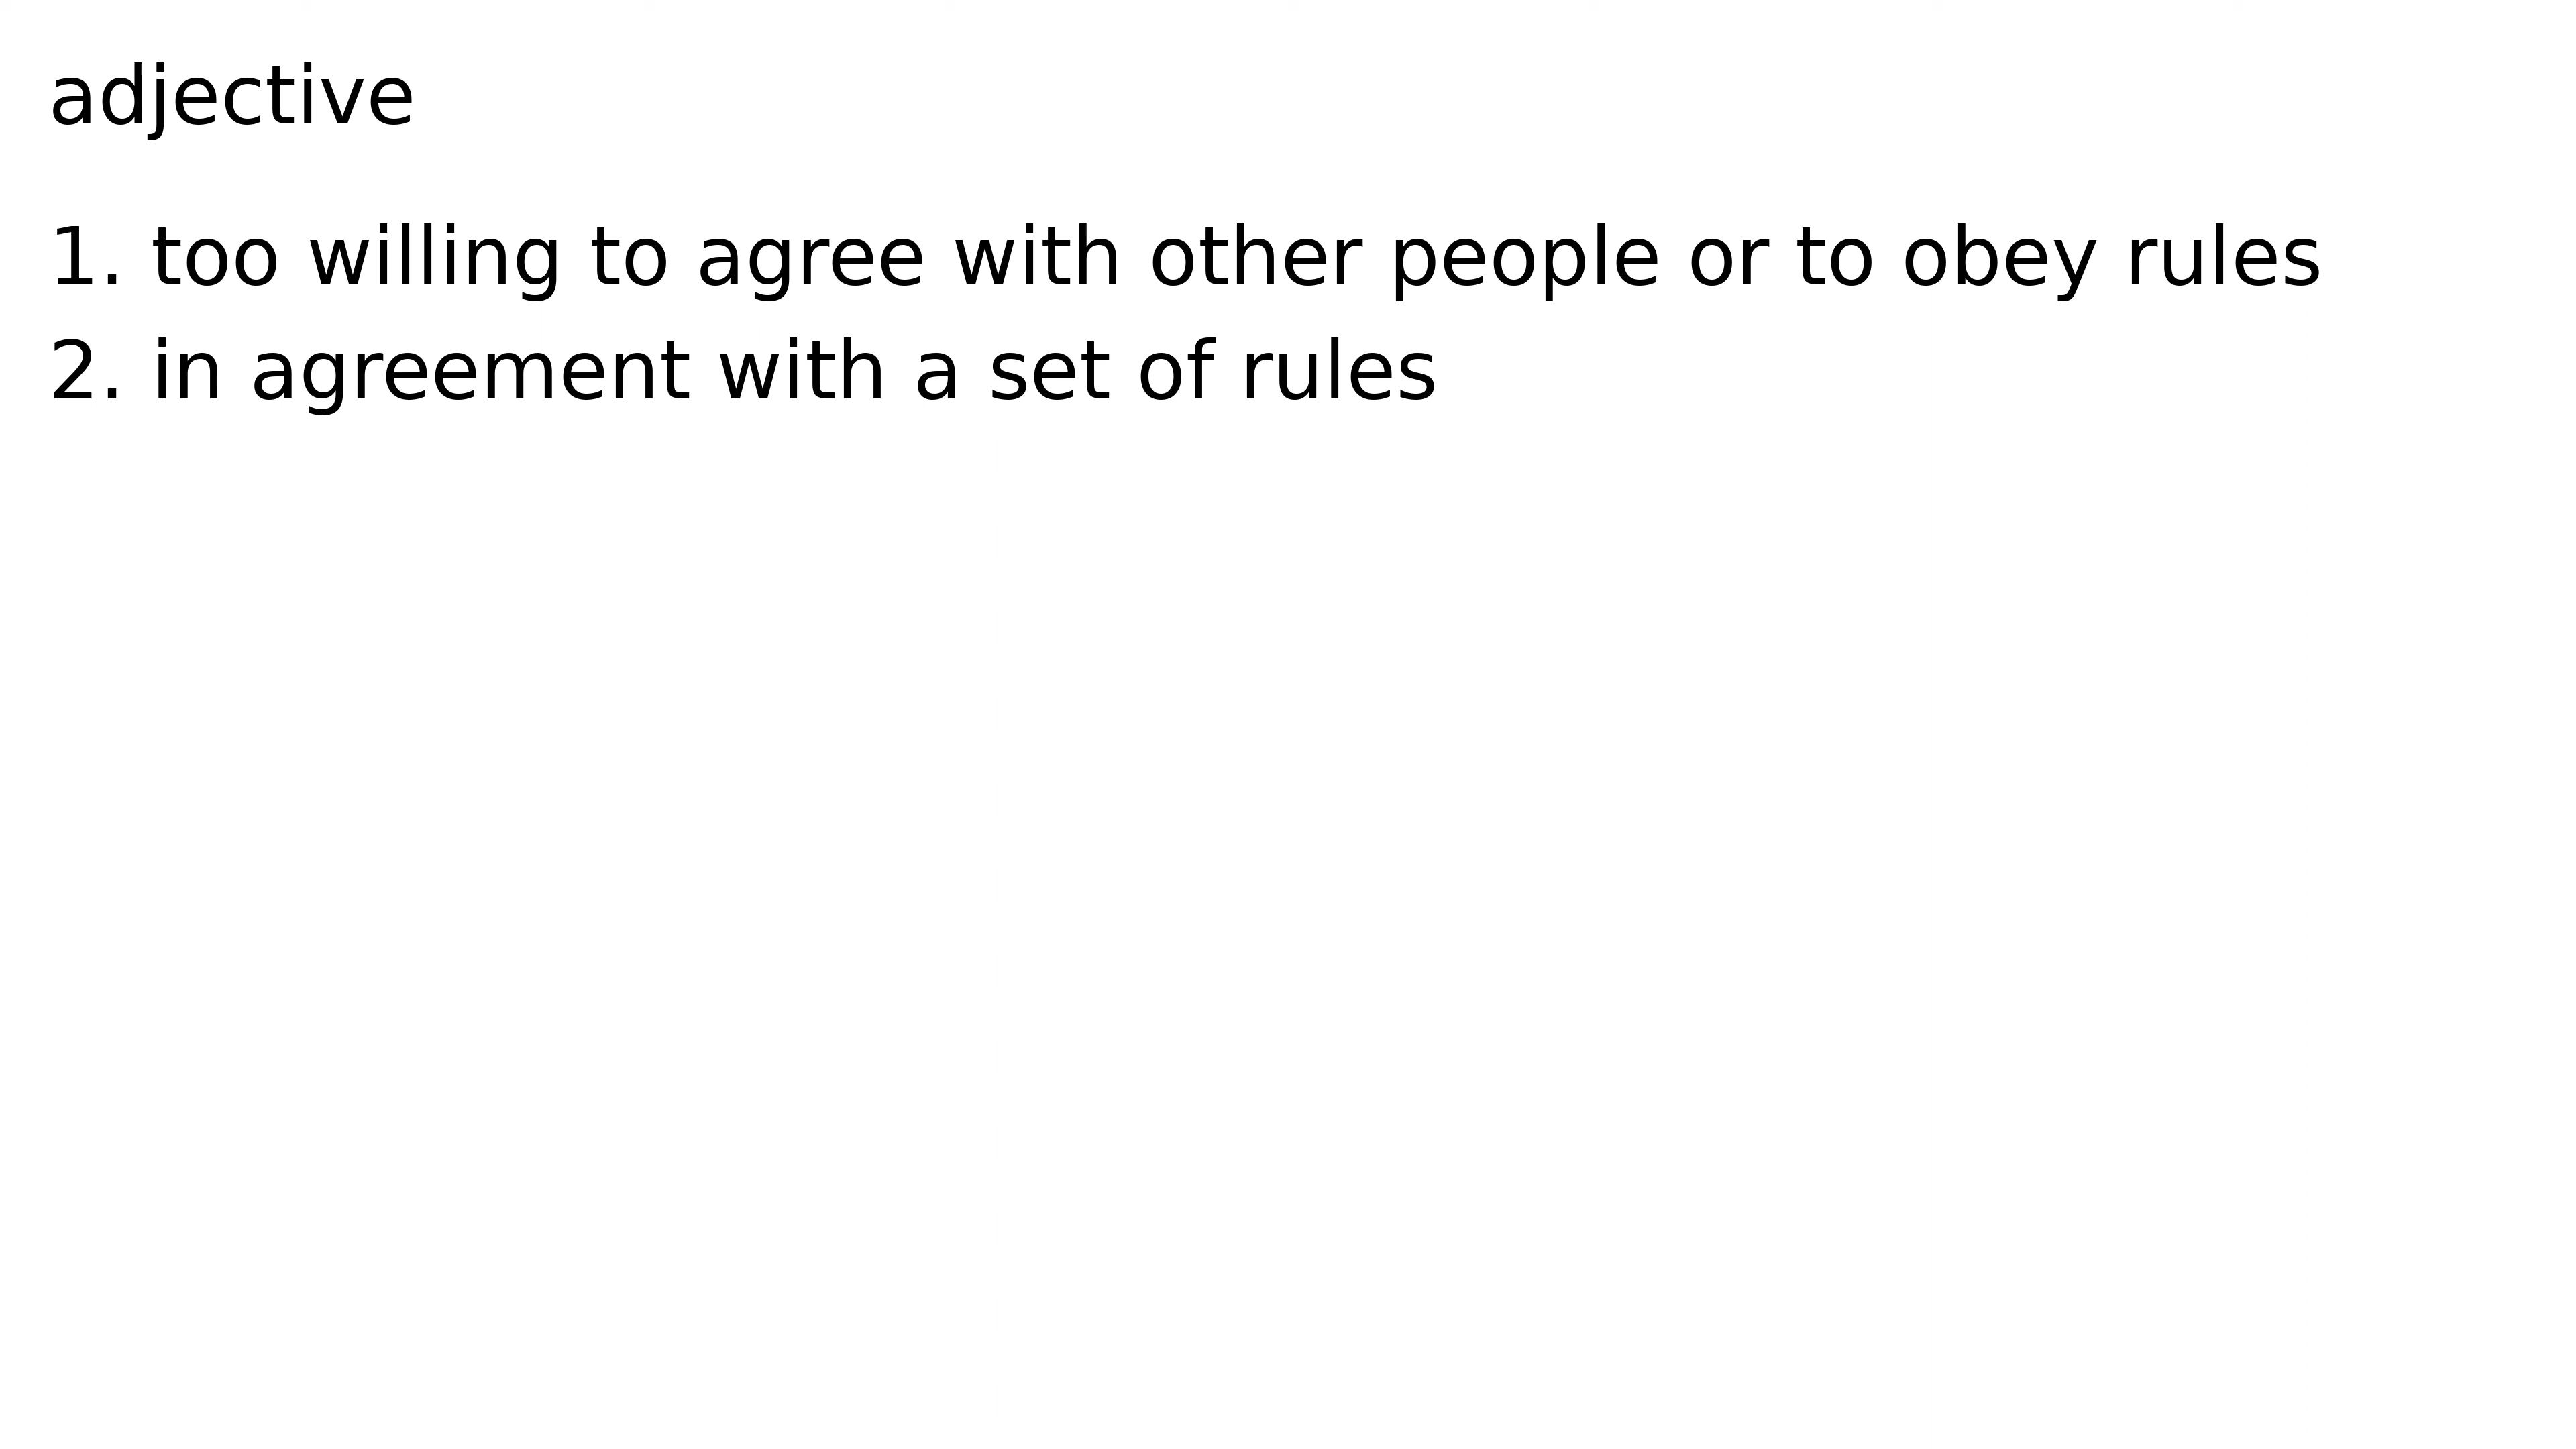 adjective
1. too willing to agree with other people or to obey rules
2. in agreement with a set of rules